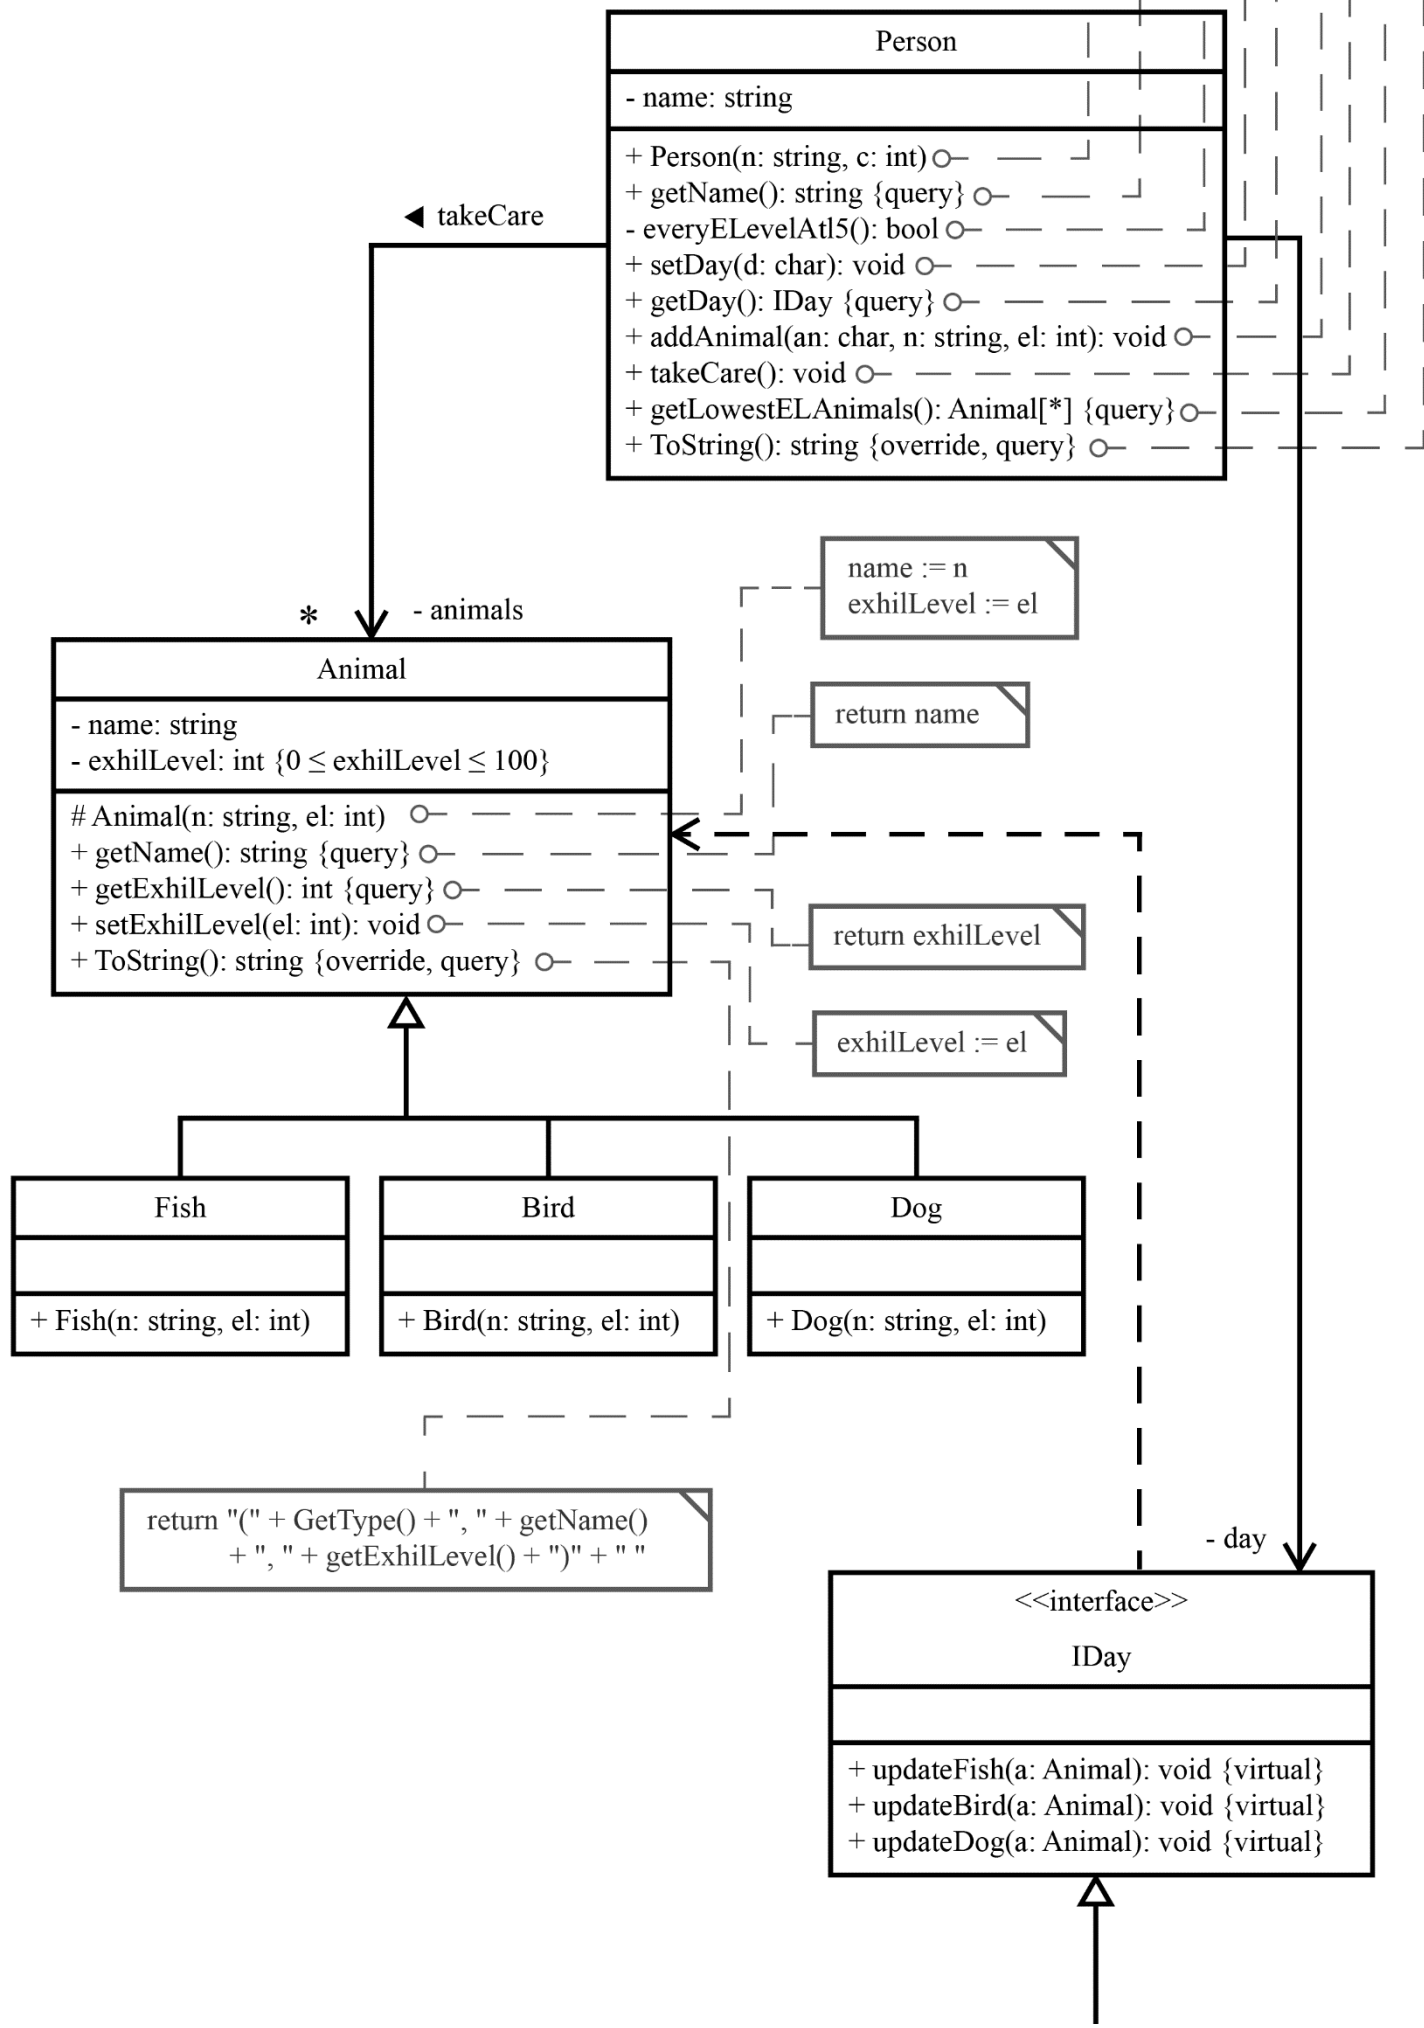 Person
- name: string
+ Person(n: string, c: int)
+ getName(): string {query}
- everyELevelAtl5(): bool
+ setDay(d: char): void
+ getDay(): IDay {query}
+ addAnimal(an: char, n: string, el: int): void
+ takeCare(): void
+ getLowestELAnimals(): Animal[*] {query}
+ ToString(): string {override, query}
◀ takeCare
* - animals
name := n
exhilLevel := el
Animal
- name: string
- exhilLevel: int {0 ≤ exhilLevel ≤ 100}
# Animal(n: string, el: int)
+ getName(): string {query}
+ getExhilLevel(): int {query}
+ setExhilLevel(el: int): void
+ ToString(): string {override, query}
return name
return exhilLevel
exhilLevel := el
Fish
+ Fish(n: string, el: int)
Bird
+ Bird(n: string, el: int)
Dog
+ Dog(n: string, el: int)
return "(" + GetType() + ", " + getName()
+ ", " + getExhilLevel() + ")" + " "
- day
<<interface>>
IDay
+ updateFish(a: Animal): void {virtual}
+ updateBird(a: Animal): void {virtual}
+ updateDog(a: Animal): void {virtual}